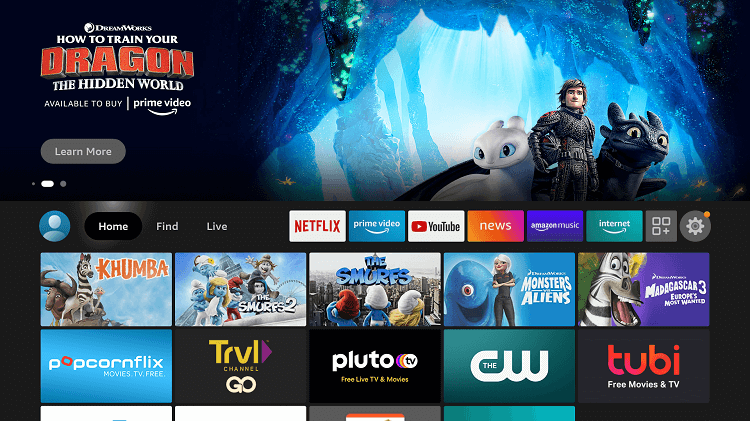 DREAMWORKS
HOW TO TRAIN YOUR
DRAGON
THE HIDDEN WORLD
AVAILABLE TO BUY | prime video
Learn More
Home Find Live NETFLIX prime video YouTube news amazon music internet
KHUMBA
THE SMURFS 2
THE SMURFS
DREAMWORKS
MONSTERS VS ALIENS
DREAMWORKS
MADAGASCAR 3
EUROPE'S MOST WANTED
popcornflix
MOVIES. TV. FREE.
Trvl
CHANNEL
GO
pluto tv
Free Live TV & Movies
THE CW
tubi
Free Movies & TV